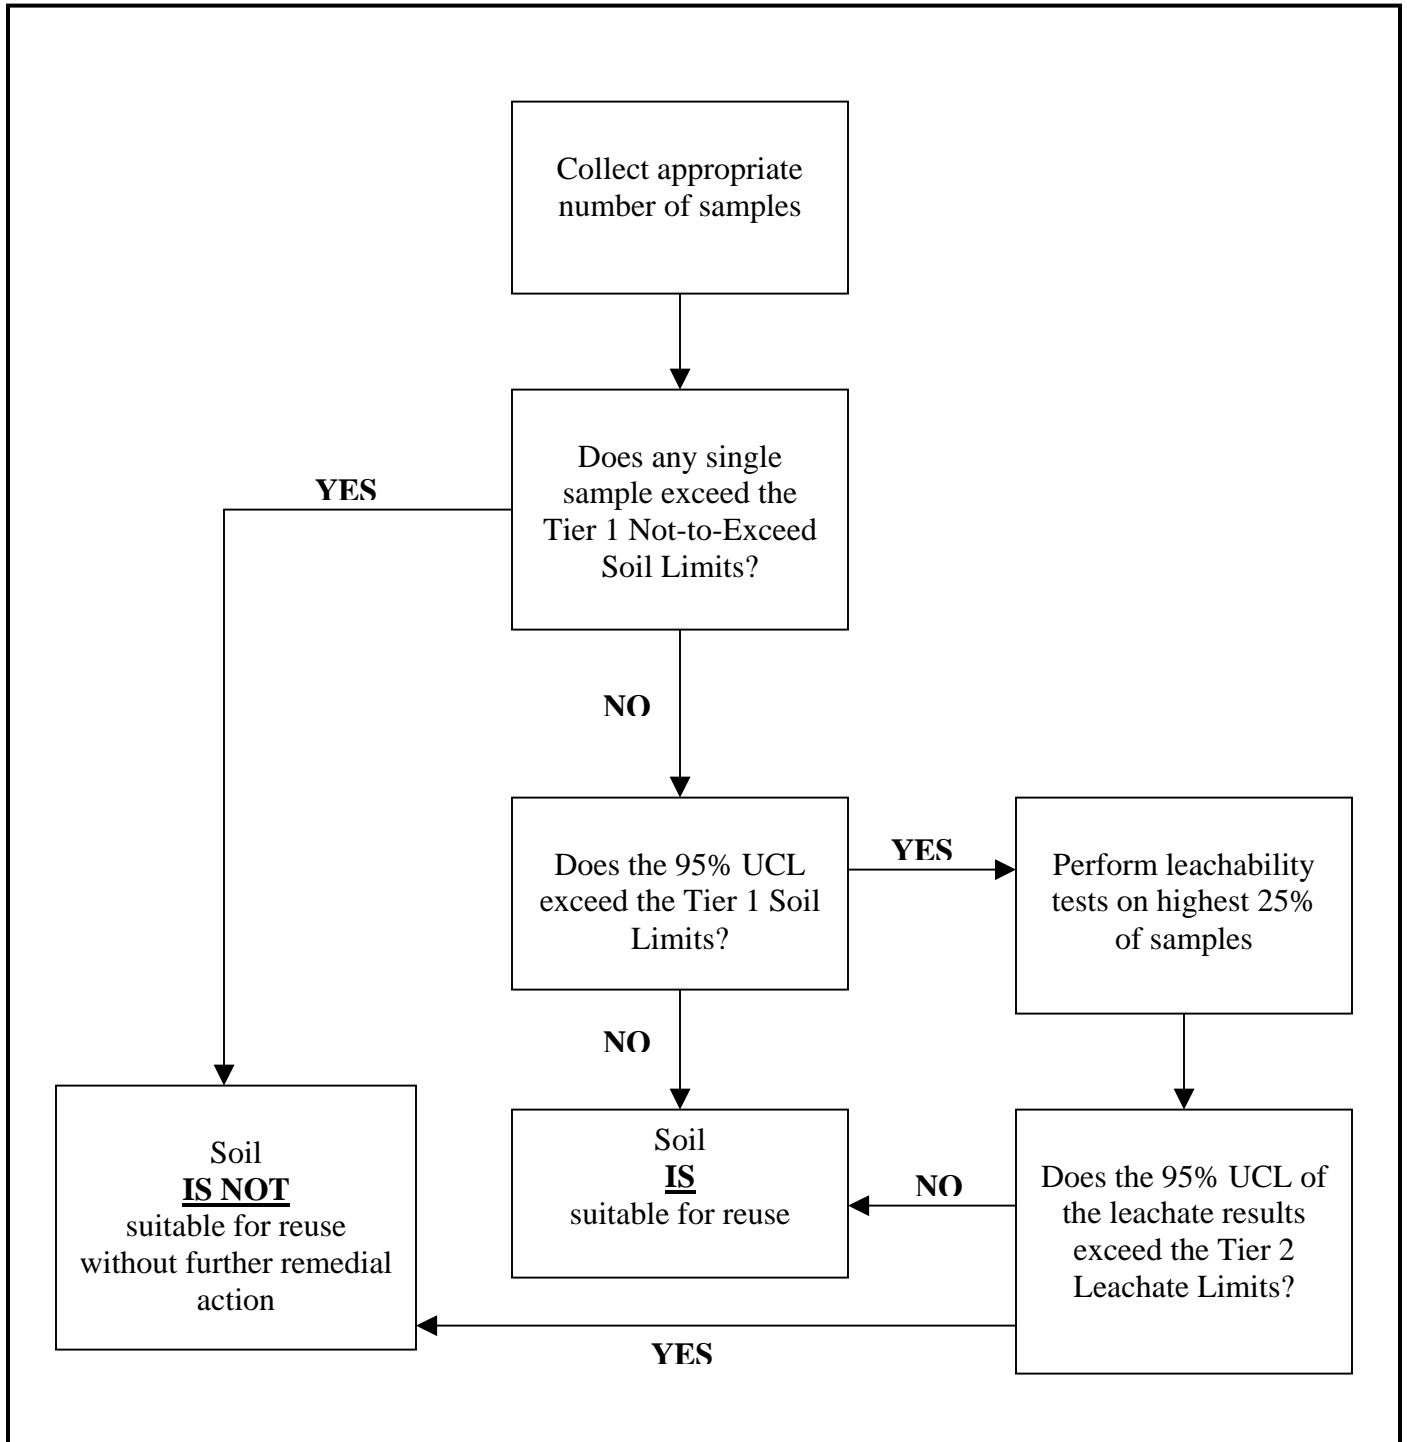 Collect appropriate
number of samples
Does any single
sample exceed the
Tier 1 Not-to-Exceed
Soil Limits?
YES
NO
Does the 95% UCL
exceed the Tier 1 Soil
Limits?
YES
Perform leachability
tests on highest 25%
of samples
NO
Soil
IS NOT
suitable for reuse
without further remedial
action
Soil
IS
suitable for reuse
NO
Does the 95% UCL of
the leachate results
exceed the Tier 2
Leachate Limits?
YES